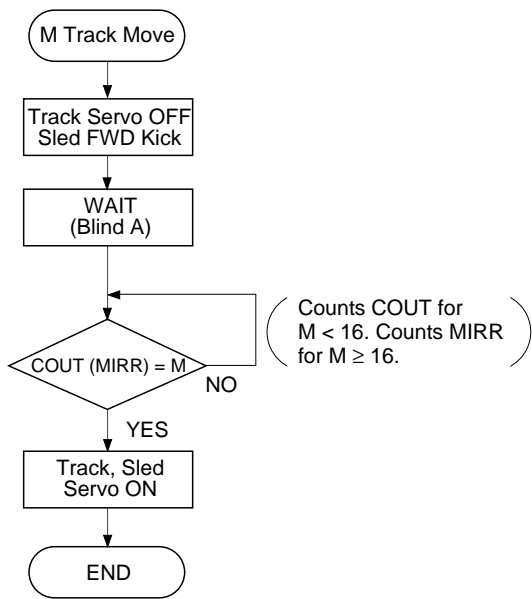 M Track Move
Track Servo OFF
Sled FWD Kick
WAIT
(Blind A)
Counts COUT for
M < 16. Counts MIRR
for M ≥ 16.
COUT (MIRR) = M
NO
YES
Track, Sled
Servo ON
END